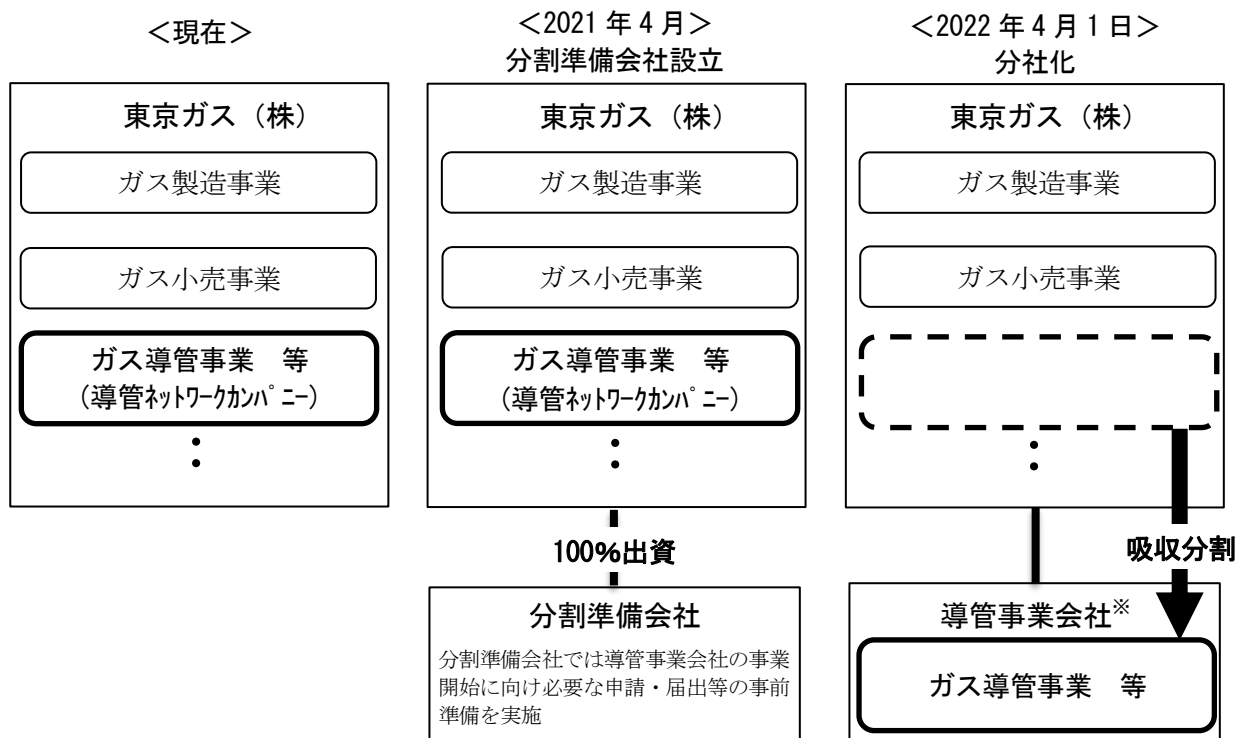 ＜現在＞
東京ガス（株）
ガス製造事業
ガス小売事業
ガス導管事業　等
(導管ﾈｯﾄﾜｰｸｶﾝﾊﾟﾆｰ)
：
＜2021 年 4 月＞
分割準備会社設立
東京ガス（株）
ガス製造事業
ガス小売事業
ガス導管事業　等
(導管ﾈｯﾄﾜｰｸｶﾝﾊﾟﾆｰ)
：
100%出資
分割準備会社
分割準備会社では導管事業会社の事業
開始に向け必要な申請・届出等の事前
準備を実施
＜2022 年 4 月 1 日＞
分社化
東京ガス（株）
ガス製造事業
ガス小売事業
：
吸収分割
導管事業会社※
ガス導管事業　等